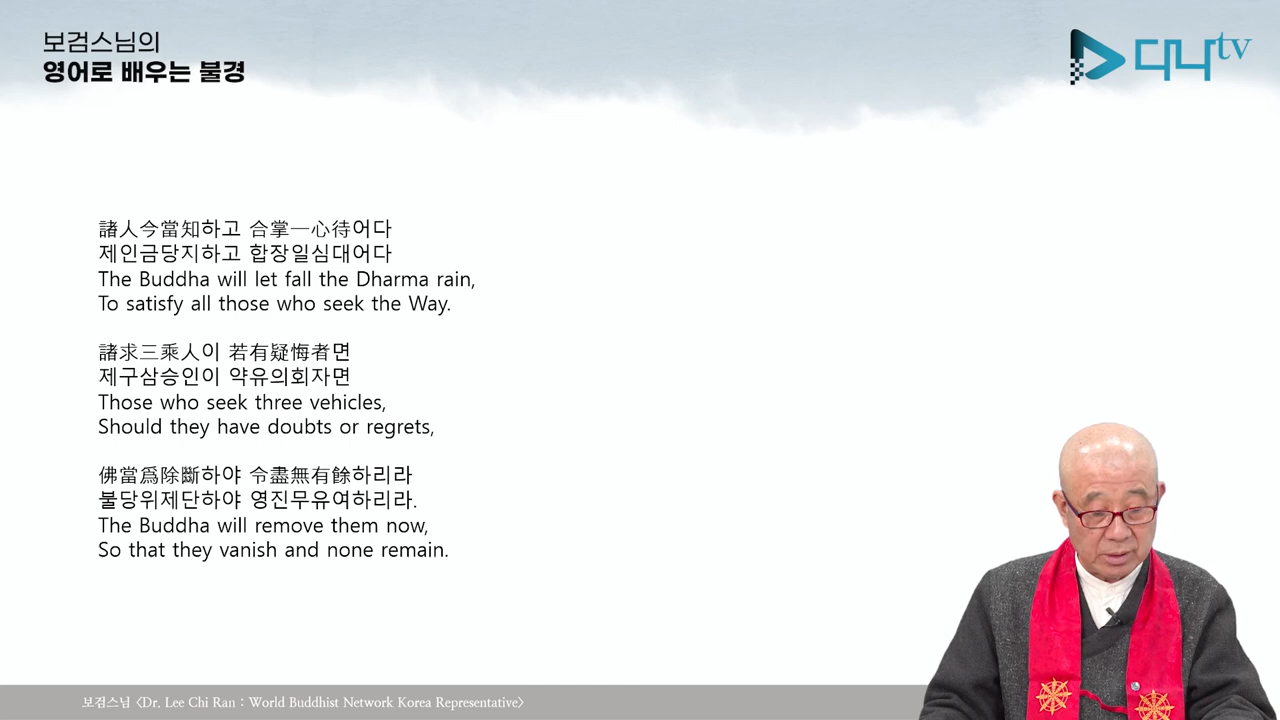 보검스님의
영어로 배우는 불경
다나tv
諸人今當知하고 合掌一心待어다
제인금당지하고 합장일심대어다
The Buddha will let fall the Dharma rain,
To satisfy all those who seek the Way.
諸求三乘人이 若有疑悔者면
제구삼승인이 약유의회자면
Those who seek three vehicles,
Should they have doubts or regrets,
佛當爲除斷하야 令盡無有餘하리라
불당위제단하야 영진무유여하리라.
The Buddha will remove them now,
So that they vanish and none remain.
보검스님 <Dr. Lee Chi Ran : World Buddhist Network Korea Representative>